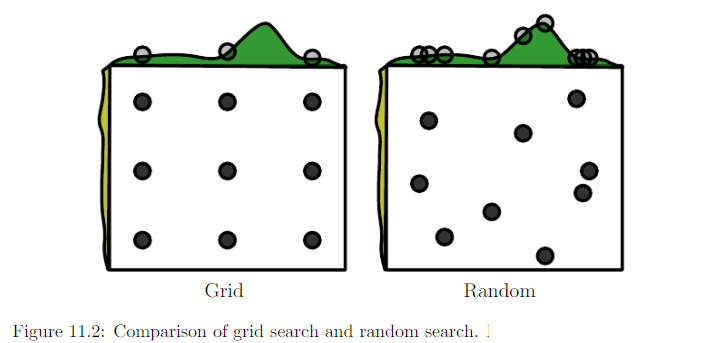 Grid
Random
Figure 11.2: Comparison of grid search and random search.